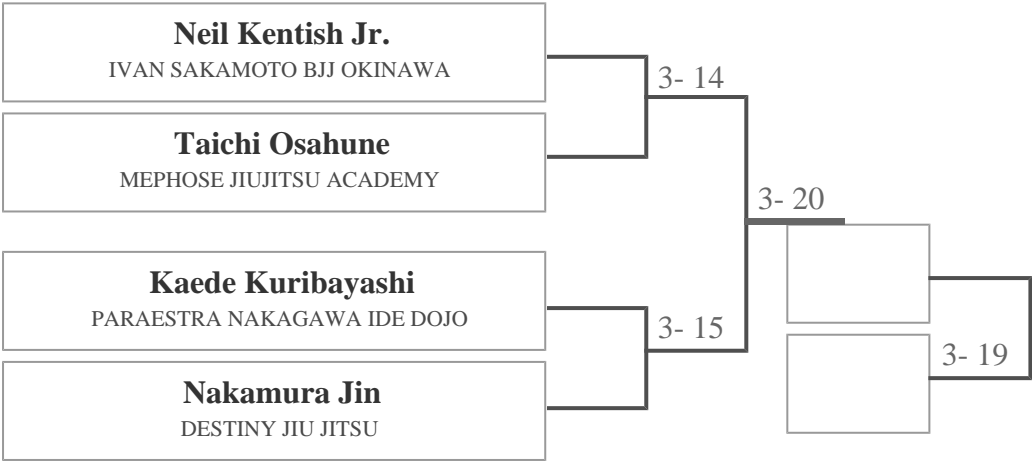 Neil Kentish Jr.
IVAN SAKAMOTO BJJ OKINAWA
3- 14
Taichi Osahune
MEPHOSE JIUJITSU ACADEMY
3- 20
Kaede Kuribayashi
PARAESTRA NAKAGAWA IDE DOJO
3- 15
3- 19
Nakamura Jin
DESTINY JIU JITSU